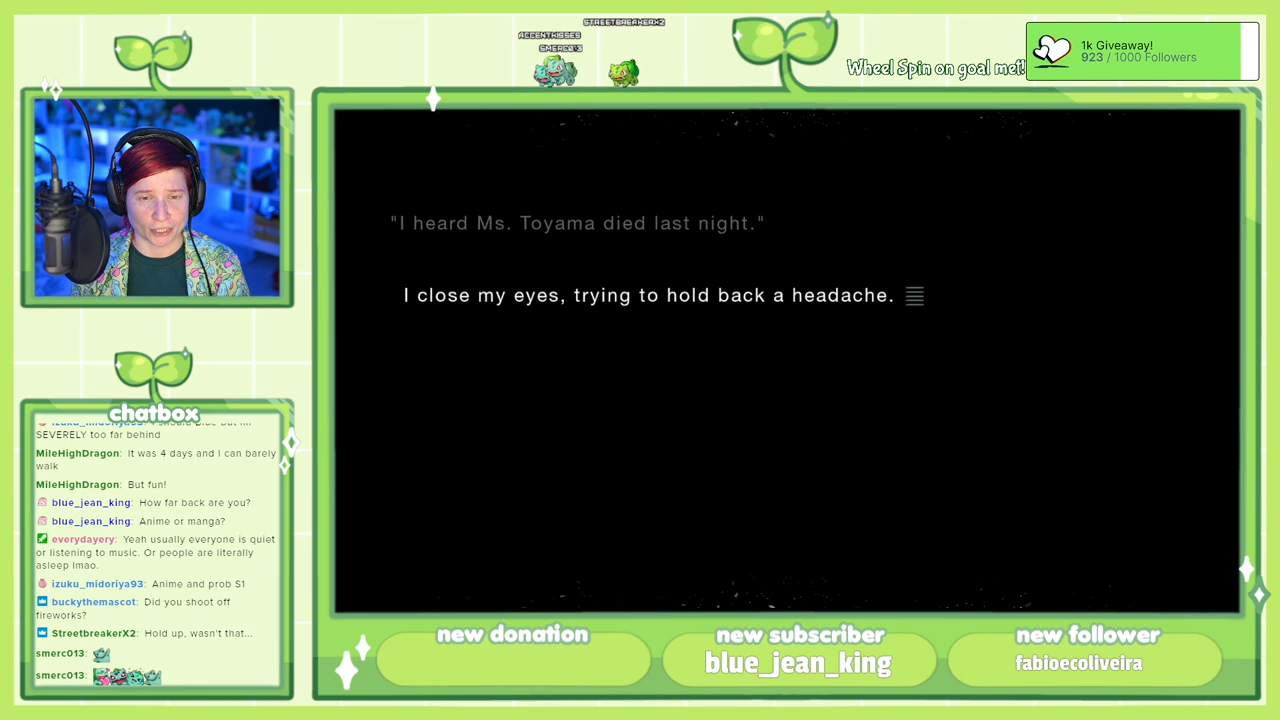 STREETBREAKERX2
ACCENTKISSES
SMERC013
Wheel Spin on goal met!
1k Giveaway!
923 / 1000 Followers
"I heard Ms. Toyama died last night."
I close my eyes, trying to hold back a headache.
chatbox
SEVERELY too far behind
MileHighDragon: It was 4 days and I can barely
walk
MileHighDragon: But fun!
blue_jean_king: How far back are you?
blue_jean_king: Anime or manga?
everydayery: Yeah usually everyone is quiet
or listening to music. Or people are literally
asleep lmao.
izuku_midoriya93: Anime and prob S1
buckythemascot: Did you shoot off
fireworks?
StreetbreakerX2: Hold up, wasn't that...
smerc013:
smerc013:
new donation
new subscriber
blue_jean_king
new follower
fabioecoliveira